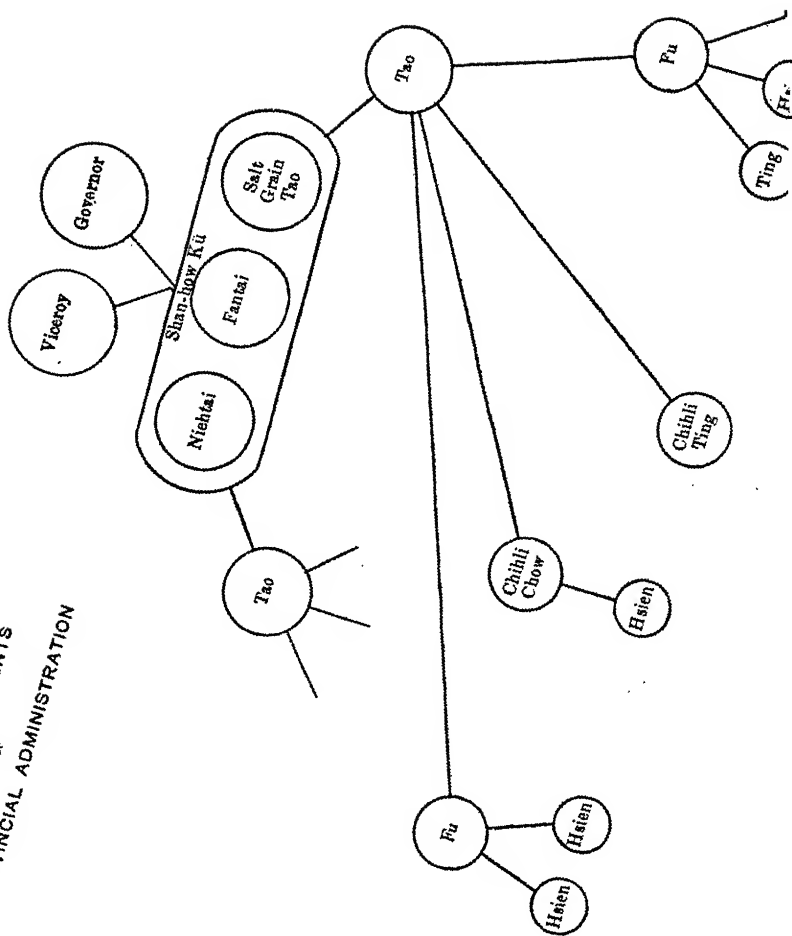 VINCIAL ADMINISTRATION
Viceroy
Governor
Shan-how Kü
Niehtai
Fantai
Salt
Grain
Tao
Tao
Tao
Fu
Chihli
Chow
Hsien
Chihli
Ting
Fu
Ting
Hsien
Hsien